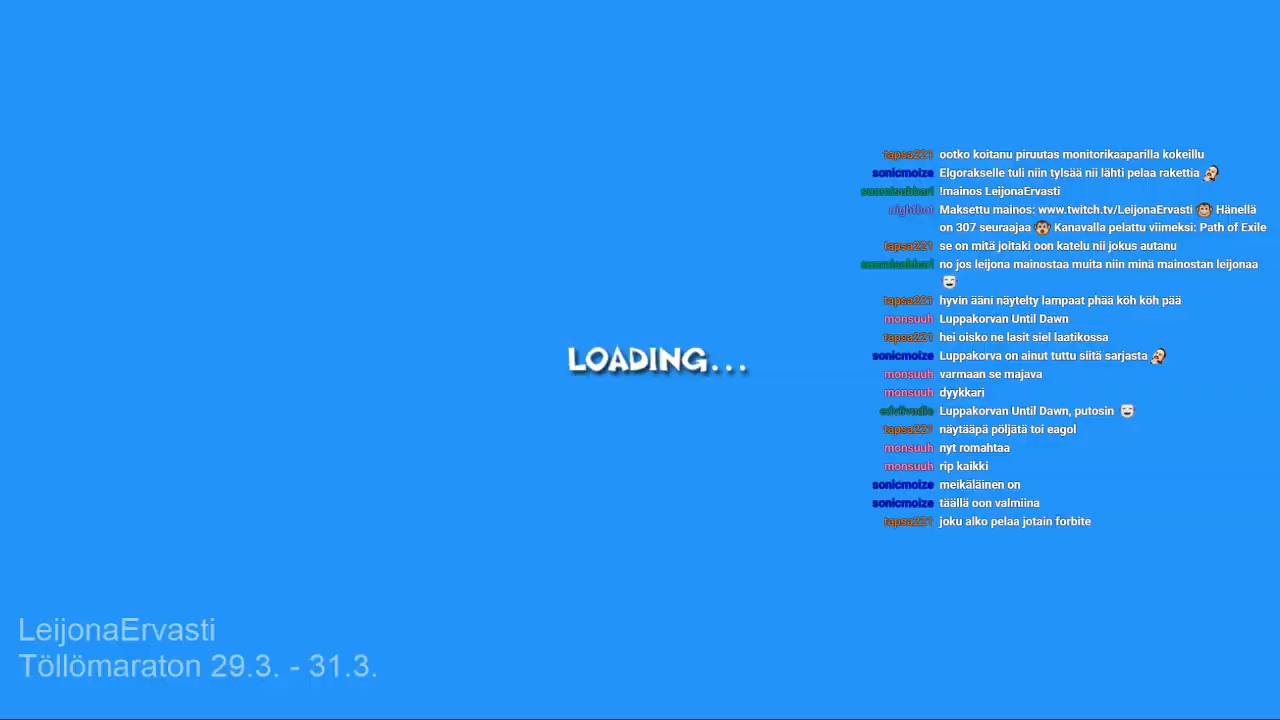 tapsa221 ootko koitanu piruutas monitorikaaparilla kokeillu
sonicmoize Elgorakselle tuli niin tylsää nii lähti pelaa rakettia
suomisubbari !mainos LeijonaErvasti
nightbot Maksettu mainos: www.twitch.tv/LeijonaErvasti Hänellä
on 307 seuraajaa Kanavalla pelattu viimeksi: Path of Exile
tapsa221 se on mitä joitaki oon katelu nii jokus autanu
suomisubbari no jos leijona mainostaa muita niin minä mainostan leijonaa
tapsa221 hyvin ääni näytelty lampaat phää köh köh pää
monsuuh Luppakorvan Until Dawn
tapsa221 hei oisko ne lasit siel laatikossa
sonicmoize Luppakorva on ainut tuttu siitä sarjasta
monsuuh varmaan se majava
monsuuh dyykkari
Luppakorvan Until Dawn, putosin
tapsa221 näytääpä pöljätä toi eagol
monsuuh nyt romahtaa
monsuuh rip kaikki
sonicmoize meikäläinen on
sonicmoize täällä oon valmiina
tapsa221 joku alko pelaa jotain forbite
LOADING...
LeijonaErvasti
Töllömaraton 29.3. - 31.3.